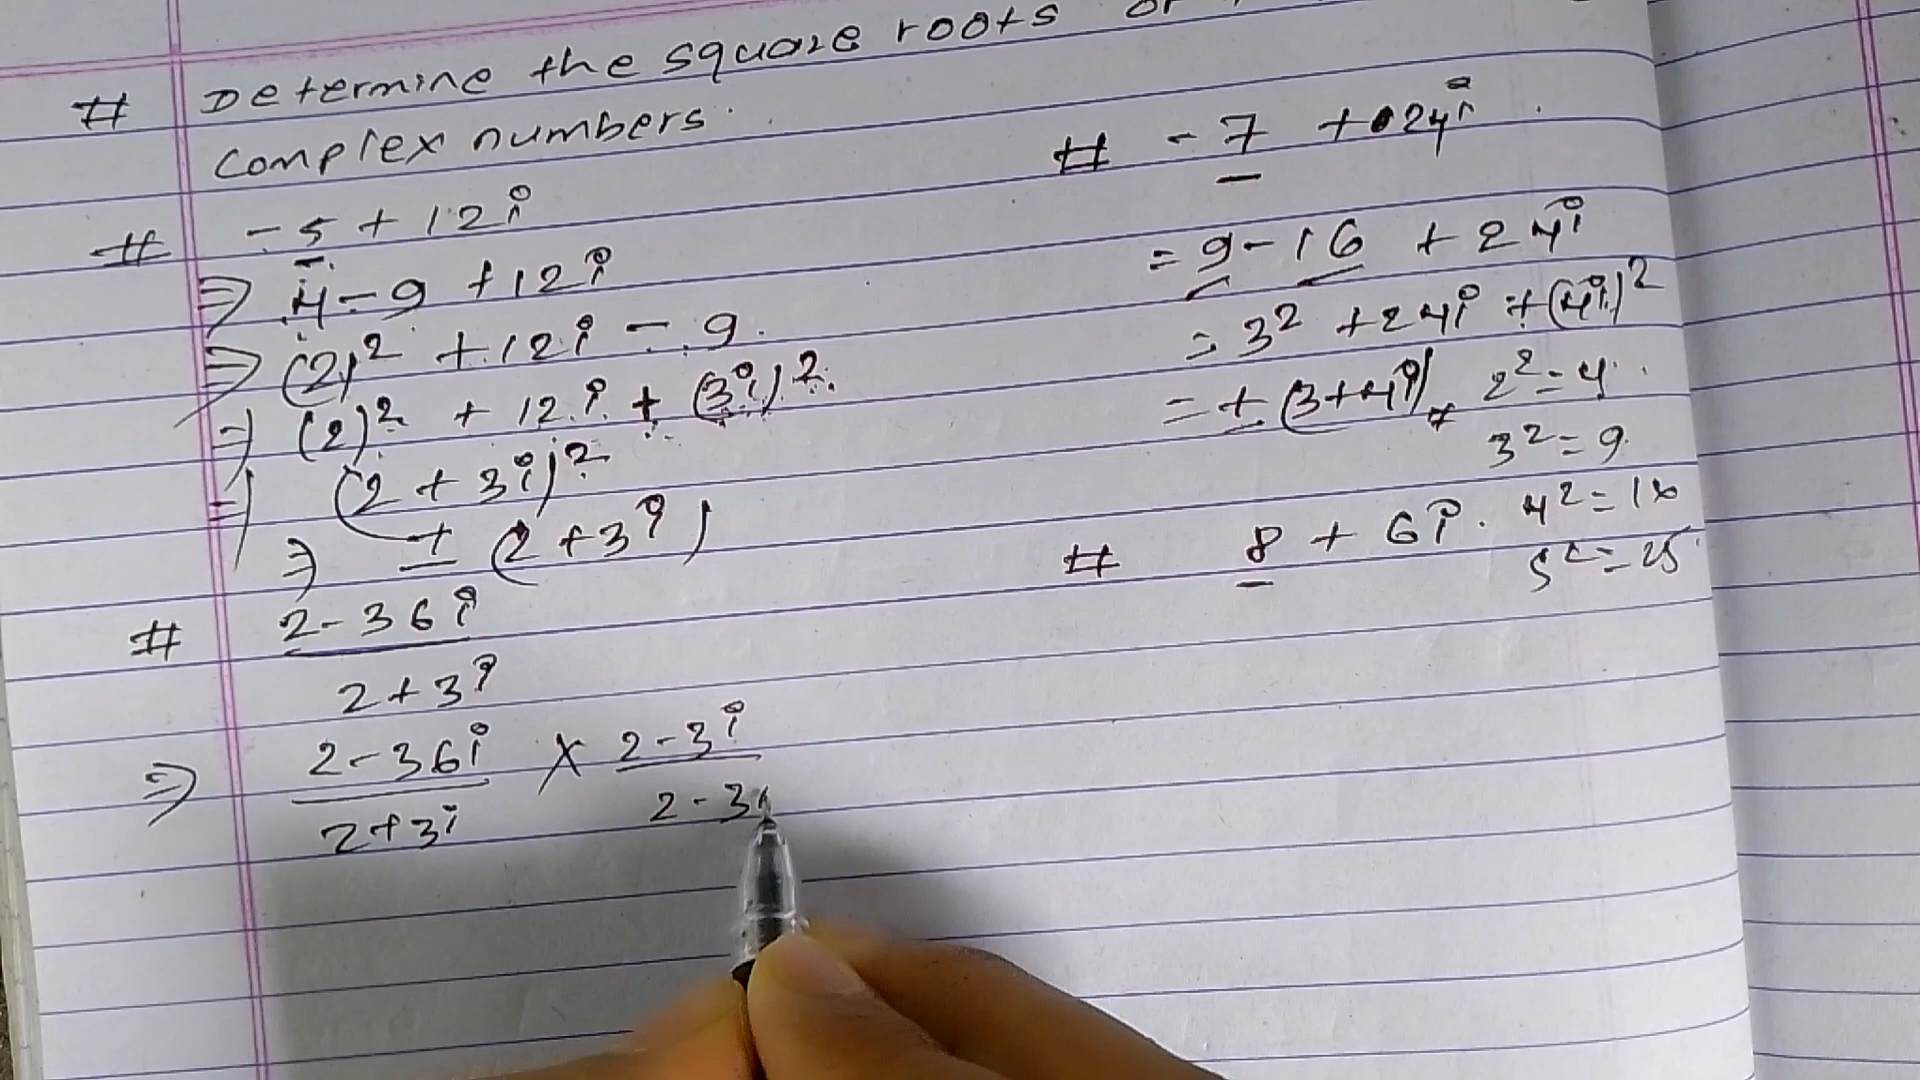 Determine the square roots
complex numbers.
# -5 + 12i
⇒ 4-9 +12i
⇒ (2)² + 12i - 9.
⇒ (2)² + 12i + (3i)².
⇒ (2 + 3i)²
⇒ ± (2 + 3i)
# 2-36i
2+3i
⇒ 2-36i × 2-3i
2+3i 2-3i
# -7 + 24i
= 9-16 + 24i
= 3² + 24i + (4i)²
= ± (3+4i) #
2² = 4
3² = 9
4² = 16
5² = 25
# 8 + 6i.